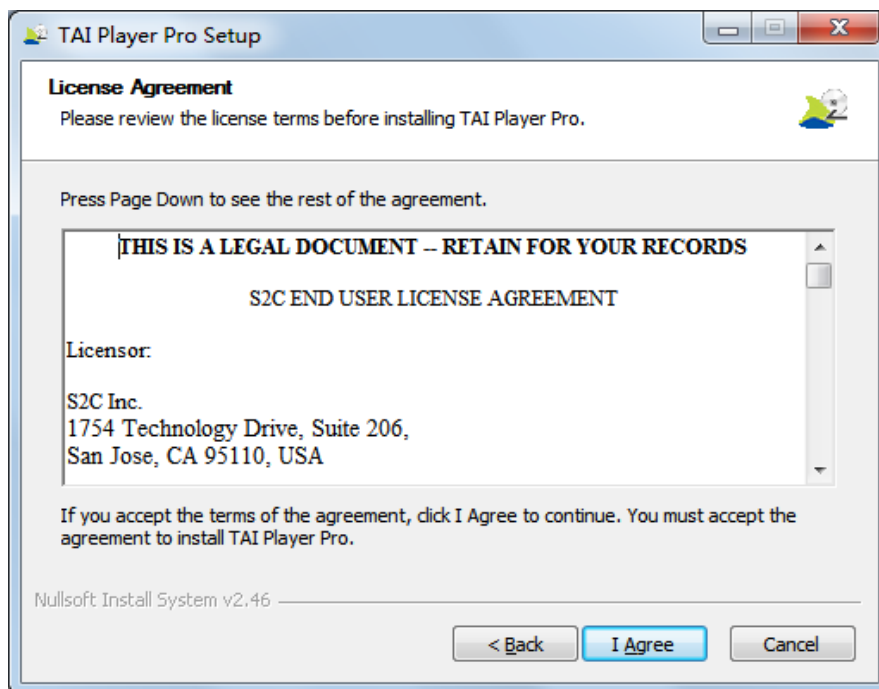 TAI Player Pro Setup
License Agreement
Please review the license terms before installing TAI Player Pro.
Press Page Down to see the rest of the agreement.
THIS IS A LEGAL DOCUMENT -- RETAIN FOR YOUR RECORDS
S2C END USER LICENSE AGREEMENT
Licensor:
S2C Inc.
1754 Technology Drive, Suite 206,
San Jose, CA 95110, USA
If you accept the terms of the agreement, click I Agree to continue. You must accept the
agreement to install TAI Player Pro.
Nullsoft Install System v2.46
< Back I Agree Cancel